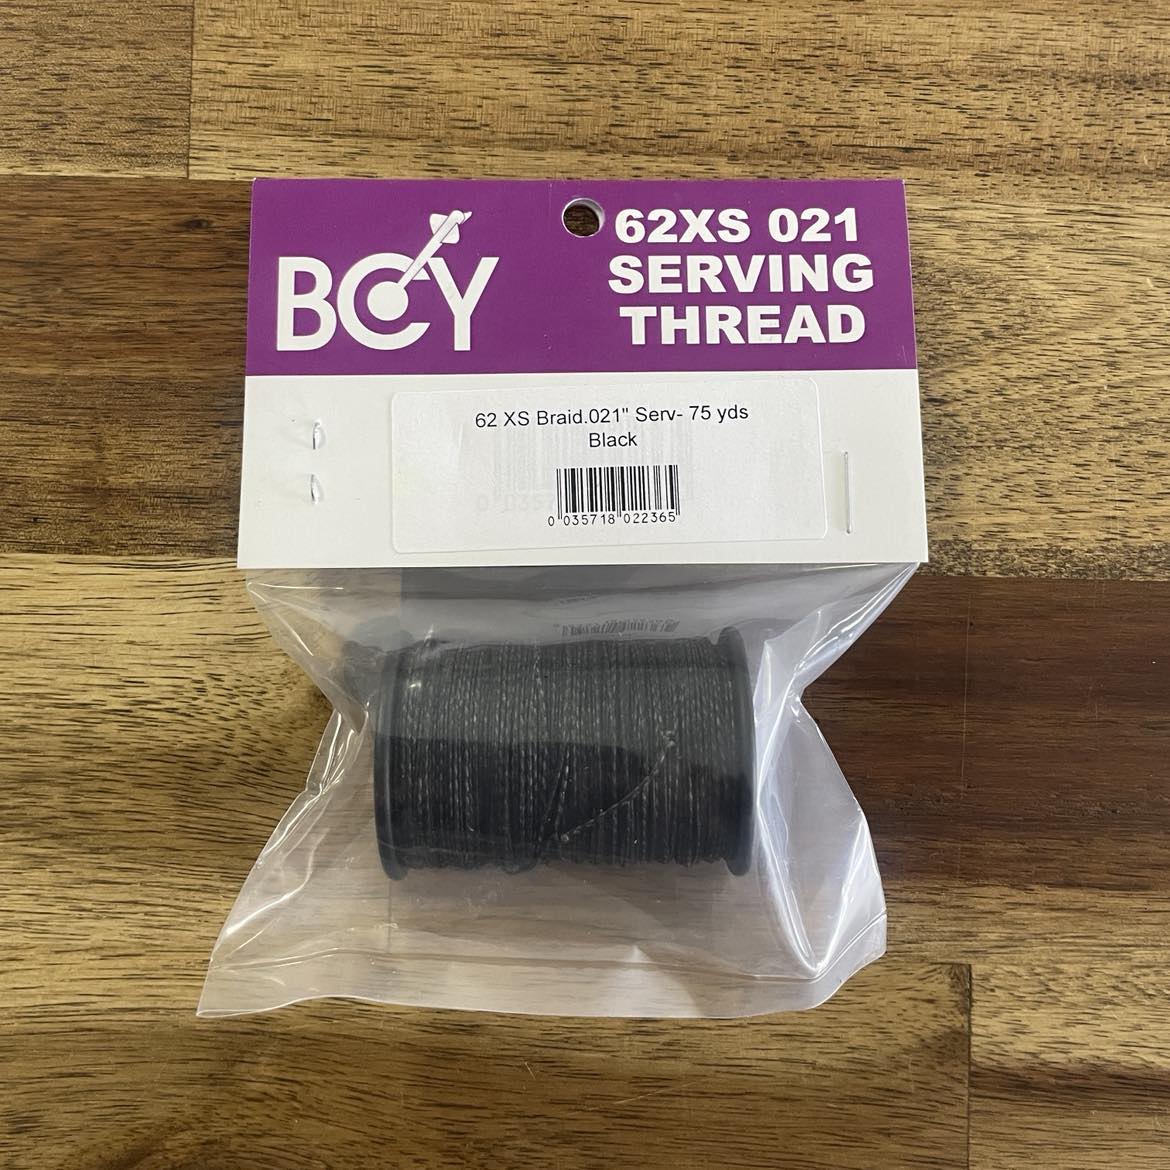 BCY
62XS 021
SERVING
THREAD
62 XS Braid.021" Serv- 75 yds
Black
0 035718 022365